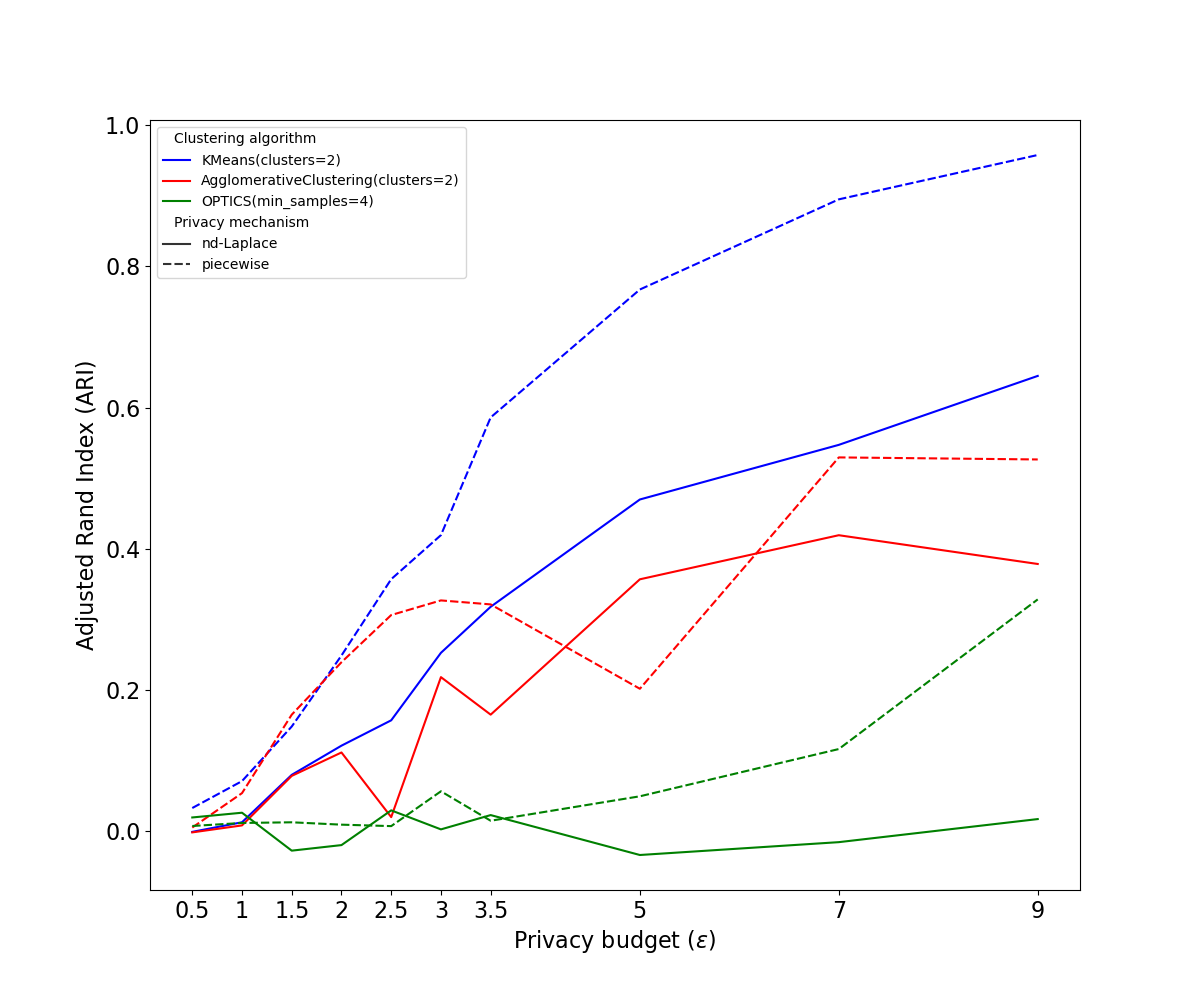 1.0
0.8
0.6
0.4
0.2
0.0
Adjusted Rand Index (ARI)
Clustering algorithm
KMeans(clusters=2)
AgglomerativeClustering(clusters=2)
OPTICS(min_samples=4)
Privacy mechanism
nd-Laplace
piecewise
0.5 1 1.5 2 2.5 3 3.5 5 7 9
Privacy budget (ε)